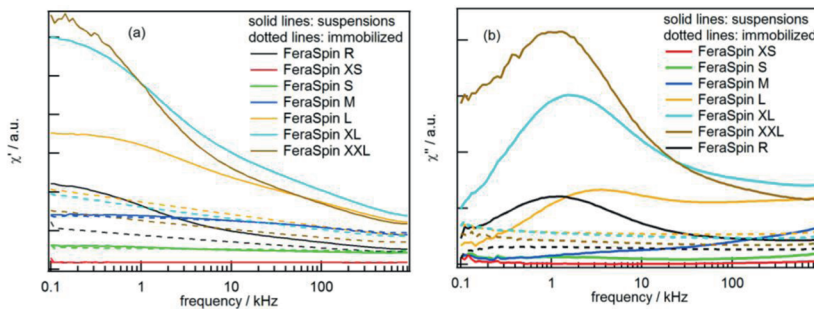 (a)
solid lines: suspensions
dotted lines: immobilized
FeraSpin R
FeraSpin XS
FeraSpin S
FeraSpin M
FeraSpin L
FeraSpin XL
FeraSpin XXL
χ' / a.u.
0.1 1 10 100
frequency / kHz
(b)
solid lines: suspensions
dotted lines: immobilized
FeraSpin XS
FeraSpin S
FeraSpin M
FeraSpin L
FeraSpin XL
FeraSpin XXL
FeraSpin R
χ'' / a.u.
0.1 1 10 100
frequency / kHz